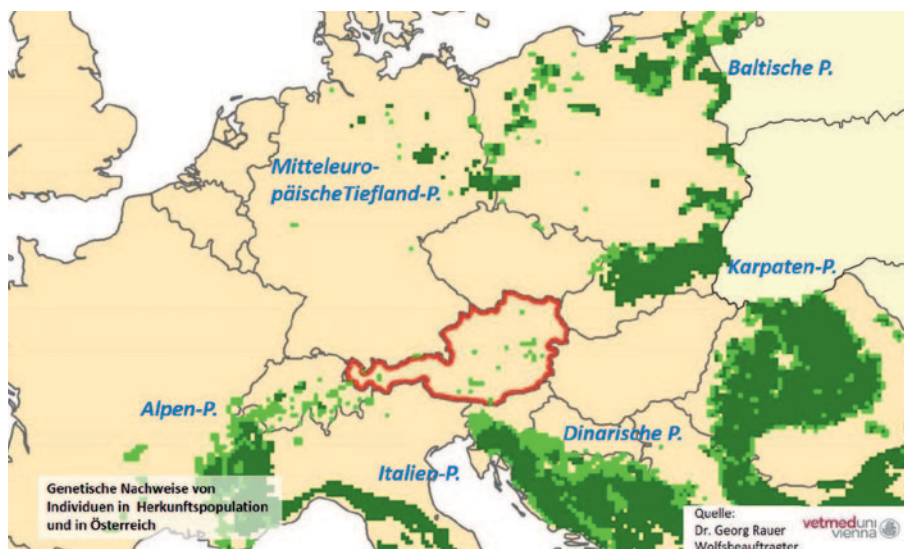 Baltische P.
Mitteleuro-
päischeTiefland-P.
Karpaten-P.
Alpen-P.
Dinarische P.
Italien-P.
Genetische Nachweise von
Individuen in Herkunftspopulation
und in Österreich
Quelle:
Dr. Georg Rauer
Wolfsbeauftragter
vetmeduni
vienna